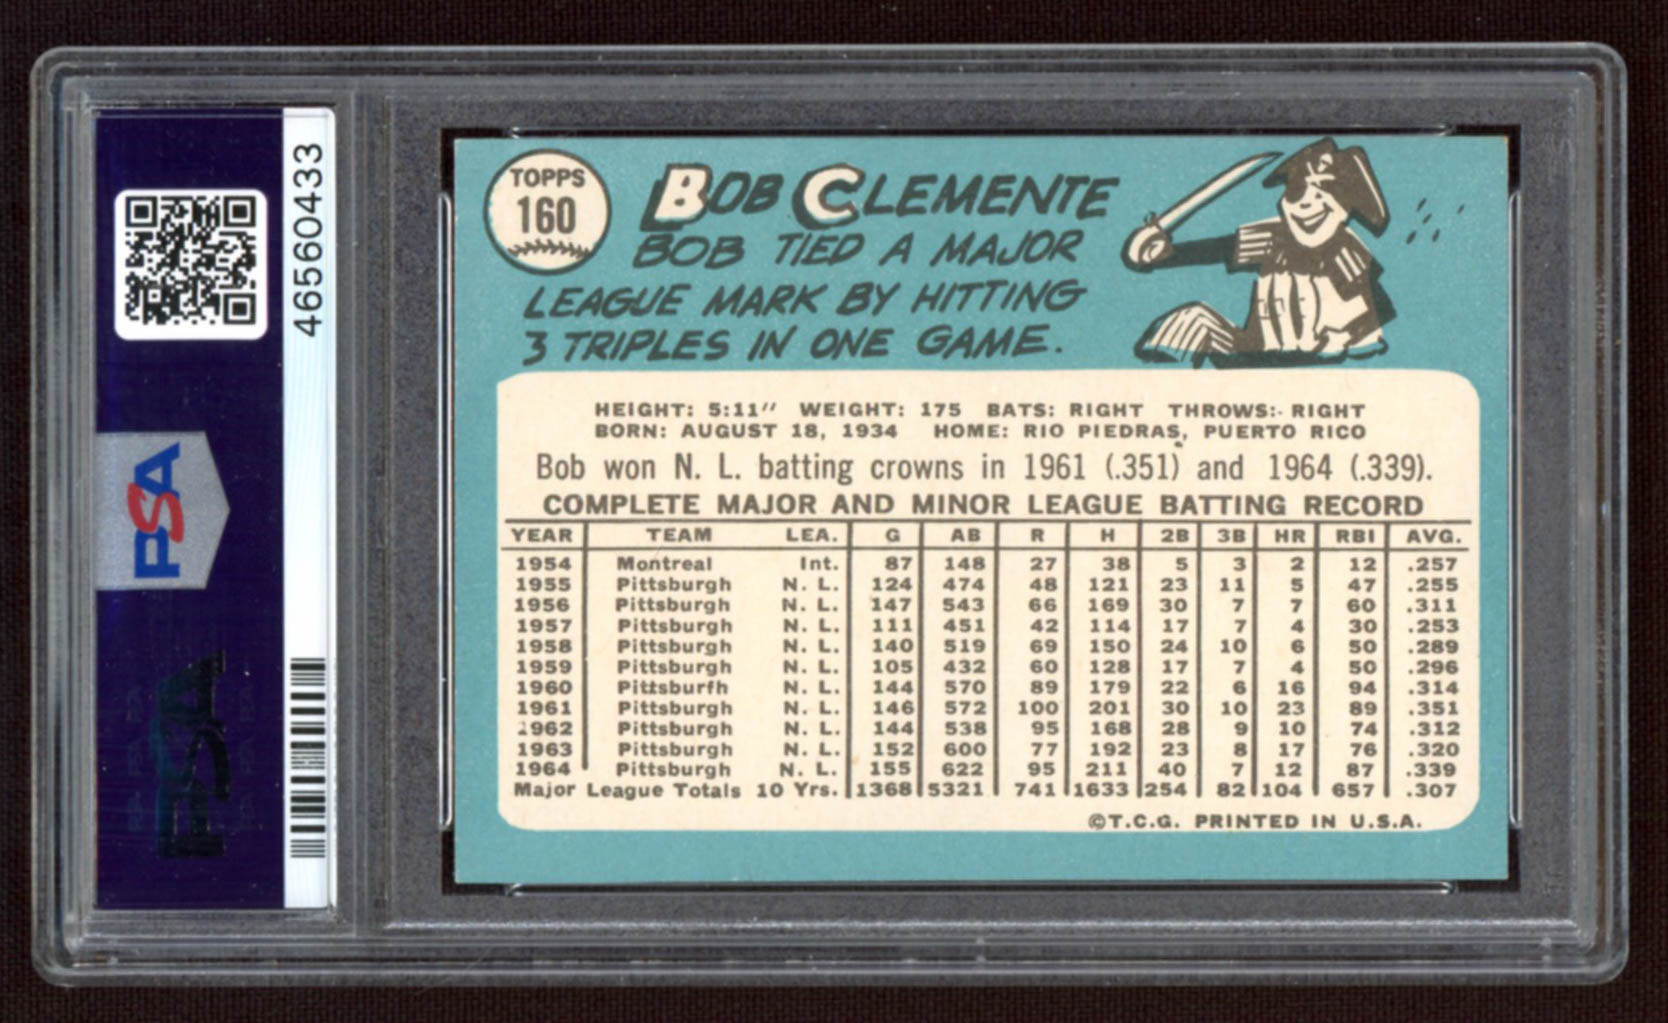 46560433
PSA
PSA
TOPPS
160
BOB CLEMENTE
BOB TIED A MAJOR
LEAGUE MARK BY HITTING
3 TRIPLES IN ONE GAME.
HEIGHT: 5:11" WEIGHT: 175 BATS: RIGHT THROWS: RIGHT
BORN: AUGUST 18, 1934 HOME: RIO PIEDRAS, PUERTO RICO
Bob won N. L. batting crowns in 1961 (.351) and 1964 (.339).
COMPLETE MAJOR AND MINOR LEAGUE BATTING RECORD
YEAR TEAM LEA. G AB R H 2B 3B HR RBI AVG.
1954 Montreal Int. 87 148 27 38 5 3 2 12 .257
1955 Pittsburgh N. L. 124 474 48 121 23 11 5 47 .255
1956 Pittsburgh N. L. 147 543 66 169 30 7 7 60 .311
1957 Pittsburgh N. L. 111 451 42 114 17 7 4 30 .253
1958 Pittsburgh N. L. 140 519 69 150 24 10 6 50 .289
1959 Pittsburgh N. L. 105 432 60 128 17 7 4 50 .296
1960 Pittsburfh N. L. 144 570 89 179 22 6 16 94 .314
1961 Pittsburgh N. L. 146 572 100 201 30 10 23 89 .351
1962 Pittsburgh N. L. 144 538 95 168 28 9 10 74 .312
1963 Pittsburgh N. L. 152 600 77 192 23 8 17 76 .320
1964 Pittsburgh N. L. 155 622 95 211 40 7 12 87 .339
Major League Totals 10 Yrs. 1368 5321 741 1633 254 82 104 657 .307
©T.C.G. PRINTED IN U.S.A.